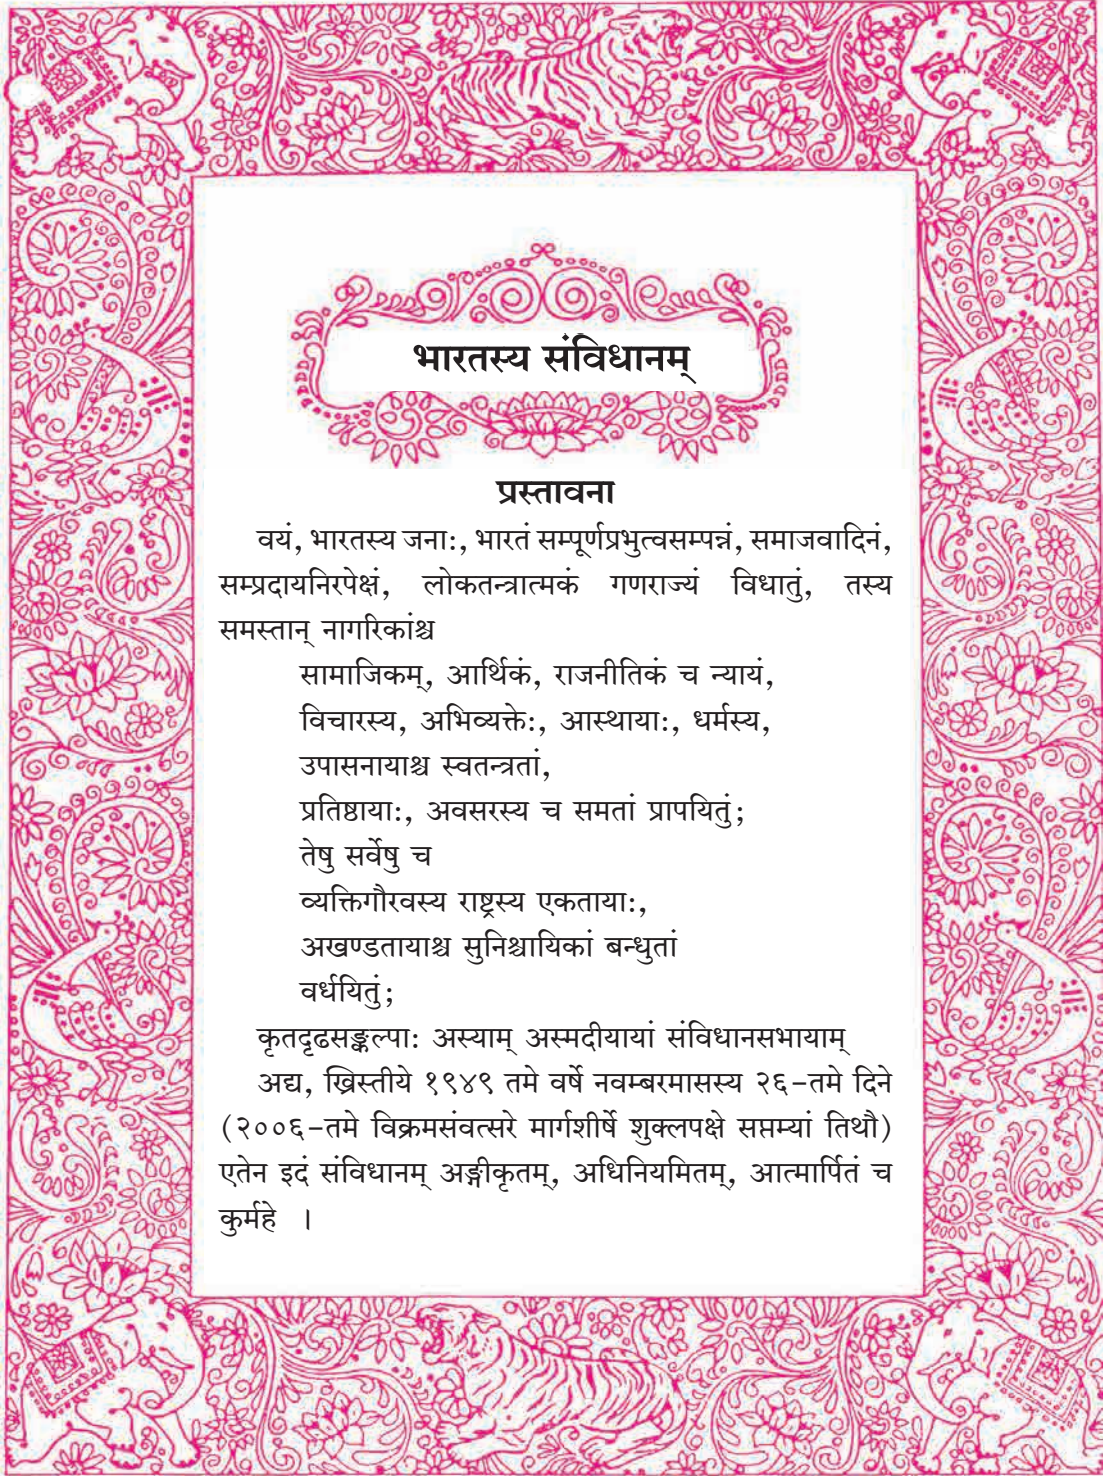 भारतस्य संविधानम्
प्रस्तावना
वयं, भारतस्य जनाः, भारतं सम्पूर्णप्रभुत्वसम्पन्नं, समाजवादिनं,
सम्प्रदायनिरपेक्षं, लोकतन्त्रात्मकं गणराज्यं विधातुं, तस्य
समस्तान् नागरिकांश्च
सामाजिकम्, आर्थिकं, राजनीतिकं च न्यायं,
विचारस्य, अभिव्यक्तेः, आस्थायाः, धर्मस्य,
उपासनायाश्च स्वतन्त्रतां,
प्रतिष्ठायाः, अवसरस्य च समतां प्रापयितुं;
तेषु सर्वेषु च
व्यक्तिगौरवस्य राष्ट्रस्य एकतायाः,
अखण्डतायाश्च सुनिश्चायिकां बन्धुतां
वर्धयितुं;
कृतदृढसङ्कल्पाः अस्याम् अस्मदीयायां संविधानसभायाम्
अद्य, ख्रिस्तीये १९४९ तमे वर्षे नवम्बरमासस्य २६-तमे दिने
(२००६-तमे विक्रमसंवत्सरे मार्गशीर्षे शुक्लपक्षे सप्तम्यां तिथौ)
एतेन इदं संविधानम् अङ्गीकृतम्, अधिनियमितम्, आत्मार्पितं च
कुर्महे ।